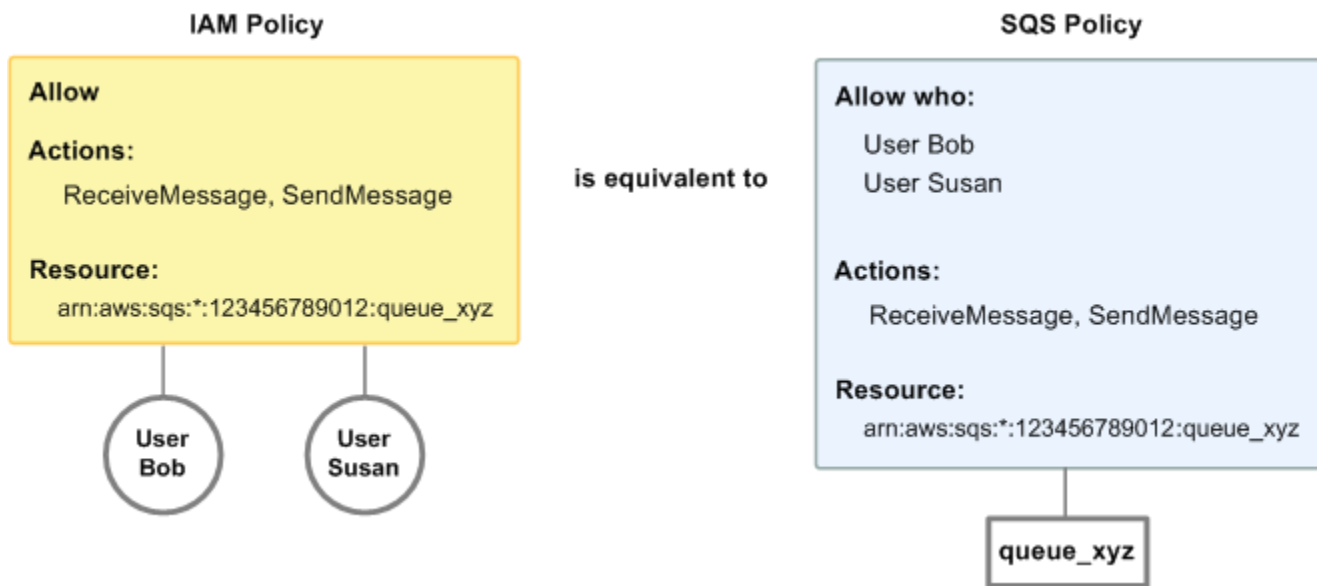 IAM Policy
Allow
Actions:
ReceiveMessage, SendMessage
Resource:
arn:aws:sqs:*:123456789012:queue_xyz
User
Bob
User
Susan
is equivalent to
SQS Policy
Allow who:
User Bob
User Susan
Actions:
ReceiveMessage, SendMessage
Resource:
arn:aws:sqs:*:123456789012:queue_xyz
queue_xyz